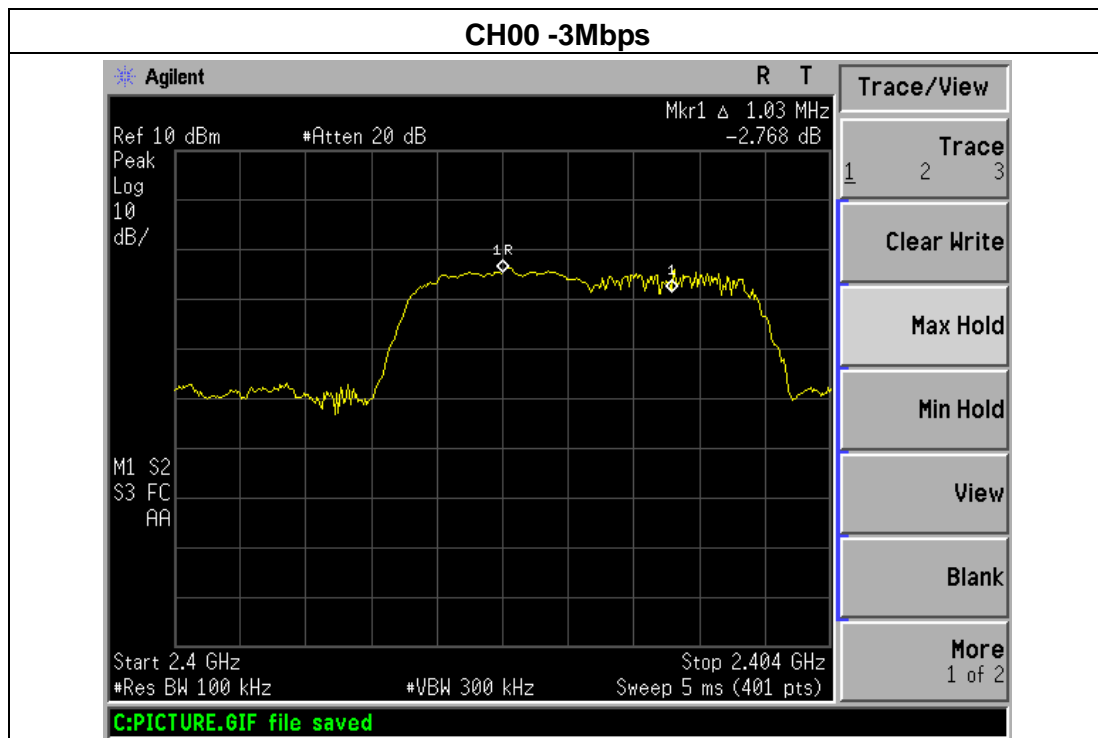 CH00 -3Mbps
Agilent R T
Mkr1 Δ 1.03 MHz
Ref 10 dBm #Atten 20 dB -2.768 dB
Peak
Log
10
dB/
1R
1
M1 S2
S3 FC
AA
Start 2.4 GHz Stop 2.404 GHz
#Res BW 100 kHz #VBW 300 kHz Sweep 5 ms (401 pts)
C:PICTURE.GIF file saved
Trace/View
Trace
1 2 3
Clear Write
Max Hold
Min Hold
View
Blank
More
1 of 2